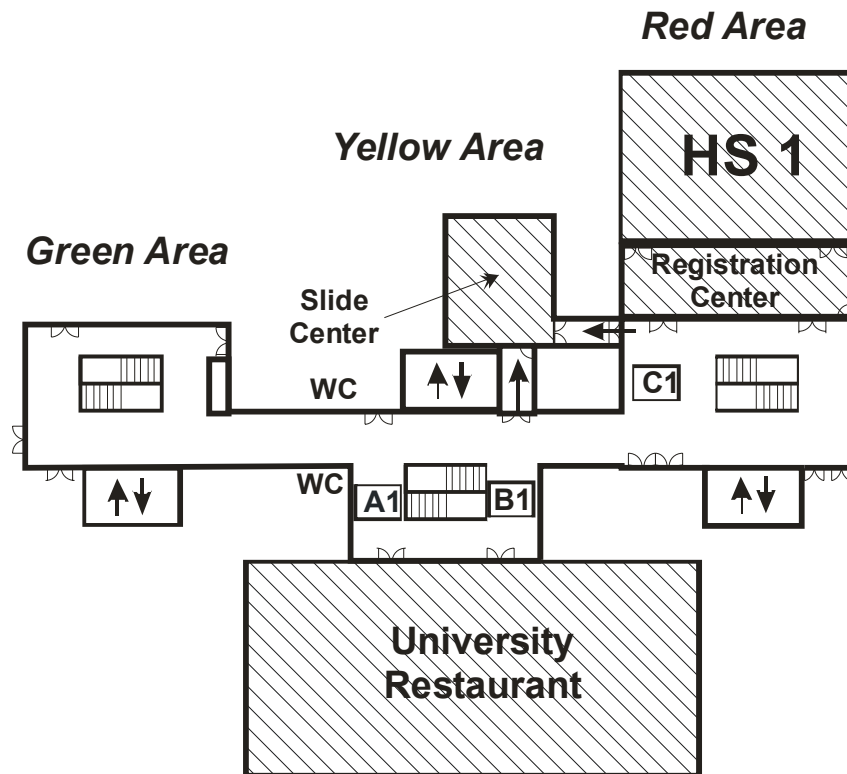 Red Area
HS 1
Yellow Area
Green Area
Registration
Center
Slide
Center
WC
C1
WC
A1
B1
University
Restaurant